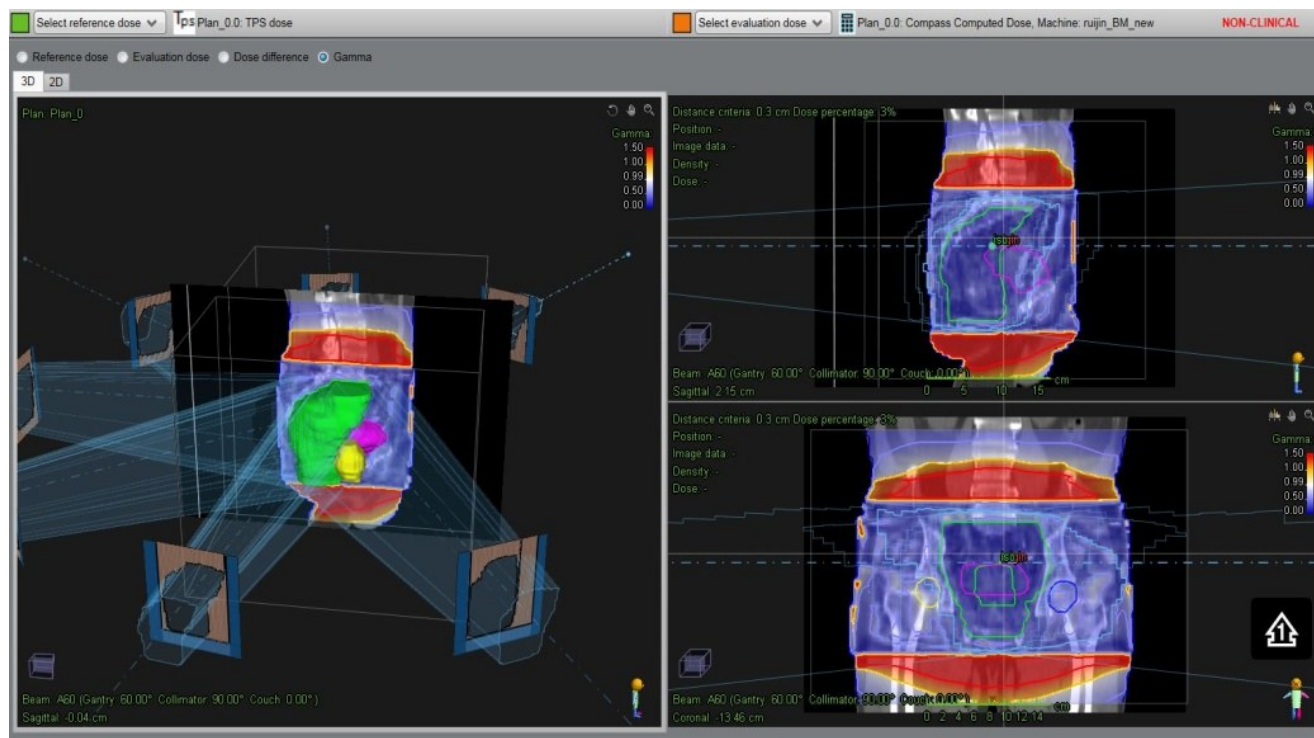 Select reference dose
Tps Plan_0.0: TPS dose
Select evaluation dose
Plan_0.0: Compass Computed Dose, Machine: ruijin_BM_new
NON-CLINICAL
Reference dose
Evaluation dose
Dose difference
Gamma
3D
2D
Plan Plan_0
Gamma:
1.50
1.00
0.99
0.50
0.00
Beam A60 (Gantry 60.00° Collimator 90.00° Couch 0.00°)
Sagittal -0.04 cm
Distance criteria 0.3 cm Dose percentage: 3%
Position: -
Image data: -
Density: -
Dose: -
Gamma:
1.50
1.00
0.99
0.50
0.00
Beam A60 (Gantry 60.00° Collimator: 90.00° Couch: 0.00°)
Sagittal 2.15 cm
cm
0 5 10 15
Distance criteria 0.3 cm Dose percentage: 3%
Position: -
Image data: -
Density: -
Dose: -
Gamma:
1.50
1.00
0.99
0.50
0.00
1
Beam A60 (Gantry 60.00° Collimator: 90.00° Couch: 0.00°)
Coronal -13.46 cm
cm
0 2 4 6 8 10 12 14